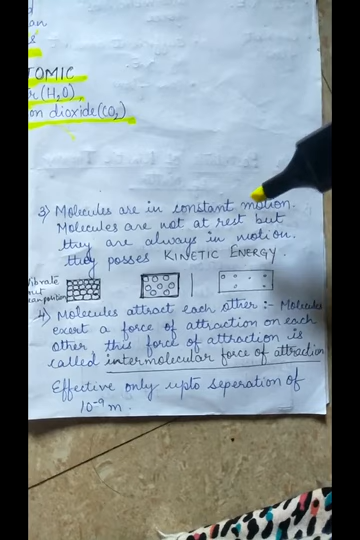 TOMIC
(H₂O),
on dioxide(CO₂)
3) Molecules are in constant motion.
Molecules are not at rest but
they are always in motion.
they posses KINETIC ENERGY.
Vibrate
4) Molecules attract each other :- Molecules
exert a force of attraction on each
other this force of attraction is
called intermolecular force of attraction
Effective only upto seperation of
10⁻⁹ m.